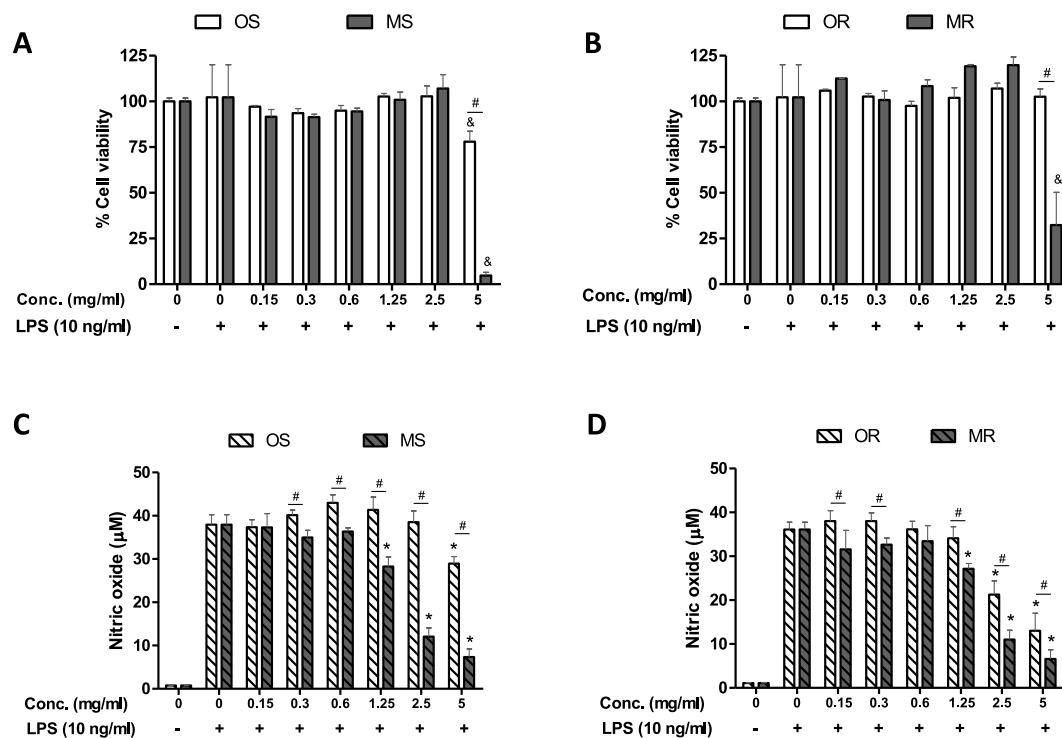 A
OS MS
125
100
75
50
25
0
% Cell viability
#
&
&
Conc. (mg/ml) 0 0 0.15 0.3 0.6 1.25 2.5 5
LPS (10 ng/ml) - + + + + + + +
B
OR MR
125
100
75
50
25
0
% Cell viability
#
&
Conc. (mg/ml) 0 0 0.15 0.3 0.6 1.25 2.5 5
LPS (10 ng/ml) - + + + + + + +
C
OS MS
50
40
30
20
10
0
Nitric oxide (µM)
# # # # #
* * * *
Conc. (mg/ml) 0 0 0.15 0.3 0.6 1.25 2.5 5
LPS (10 ng/ml) - + + + + + + +
D
OR MR
50
40
30
20
10
0
Nitric oxide (µM)
# # # # #
* * * * *
Conc. (mg/ml) 0 0 0.15 0.3 0.6 1.25 2.5 5
LPS (10 ng/ml) - + + + + + + +